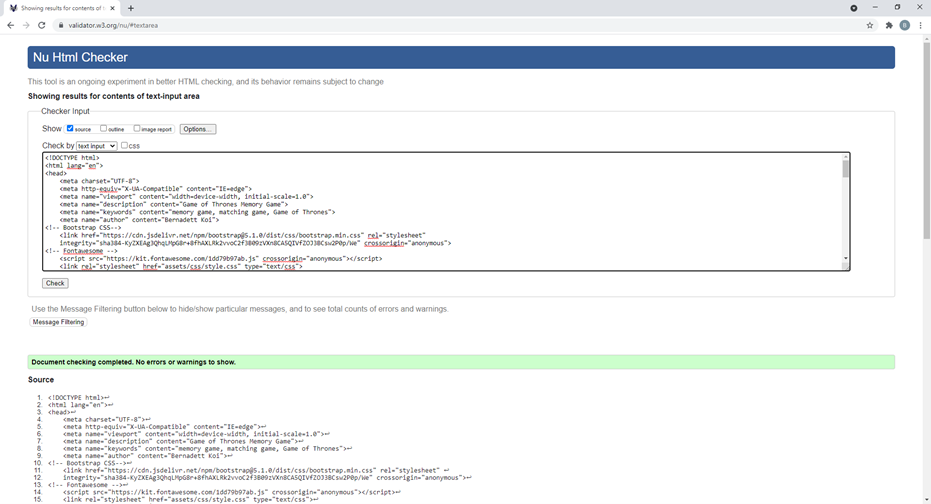 Showing results for contents of t
validator.w3.org/nu/#textarea
B
Nu Html Checker
This tool is an ongoing experiment in better HTML checking, and its behavior remains subject to change
Showing results for contents of text-input area
Checker Input
Show source outline image report Options...
Check by text input css
<!DOCTYPE html>
<html lang="en">
<head>
<meta charset="UTF-8">
<meta http-equiv="X-UA-Compatible" content="IE=edge">
<meta name="viewport" content="width=device-width, initial-scale=1.0">
<meta name="description" content="Game of Thrones Memory Game">
<meta name="keywords" content="memory game, matching game, Game of Thrones">
<meta name="author" content="Bernadett Koi">
<!-- Bootstrap CSS-->
<link href="https://cdn.jsdelivr.net/npm/bootstrap@5.1.0/dist/css/bootstrap.min.css" rel="stylesheet"
integrity="sha384-KyZXEAg3QhqLMpG8r+8fhAXLRk2vvoC2f3B09zVXn8CA5QIVfZOJ3BCsw2P0p/We" crossorigin="anonymous">
<!-- Fontawesome -->
<script src="https://kit.fontawesome.com/1dd79b97ab.js" crossorigin="anonymous"></script>
<link rel="stylesheet" href="assets/css/style.css" type="text/css">
Check
Use the Message Filtering button below to hide/show particular messages, and to see total counts of errors and warnings.
Message Filtering
Document checking completed. No errors or warnings to show.
Source
1. <!DOCTYPE html>↩
2. <html lang="en">↩
3. <head>↩
4. <meta charset="UTF-8">↩
5. <meta http-equiv="X-UA-Compatible" content="IE=edge">↩
6. <meta name="viewport" content="width=device-width, initial-scale=1.0">↩
7. <meta name="description" content="Game of Thrones Memory Game">↩
8. <meta name="keywords" content="memory game, matching game, Game of Thrones">↩
9. <meta name="author" content="Bernadett Koi">↩
10. <!-- Bootstrap CSS-->↩
11. <link href="https://cdn.jsdelivr.net/npm/bootstrap@5.1.0/dist/css/bootstrap.min.css" rel="stylesheet" ↩
12. integrity="sha384-KyZXEAg3QhqLMpG8r+8fhAXLRk2vvoC2f3B09zVXn8CA5QIVfZOJ3BCsw2P0p/We" crossorigin="anonymous">↩
13. <!-- Fontawesome -->↩
14. <script src="https://kit.fontawesome.com/1dd79b97ab.js" crossorigin="anonymous"></script>↩
15. <link rel="stylesheet" href="assets/css/style.css" type="text/css">↩